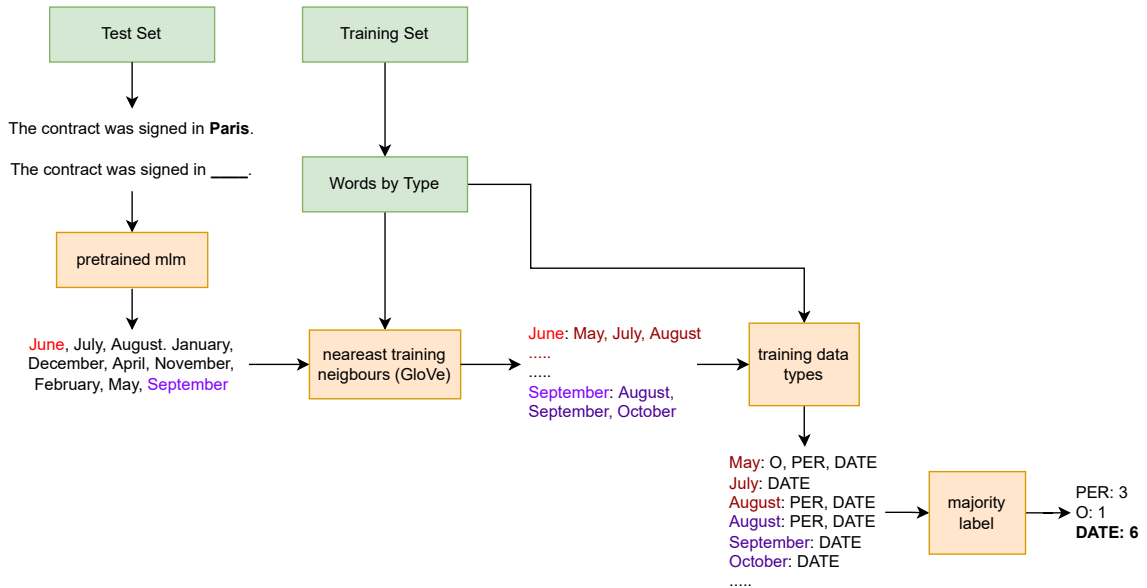 Test Set
Training Set
The contract was signed in Paris.
The contract was signed in ____.
Words by Type
pretrained mlm
June, July, August. January,
December, April, November,
February, May, September
neareast training
neigbours (GloVe)
June: May, July, August
.....
.....
September: August,
September, October
training data
types
May: O, PER, DATE
July: DATE
August: PER, DATE
August: PER, DATE
September: DATE
October: DATE
.....
majority
label
PER: 3
O: 1
DATE: 6